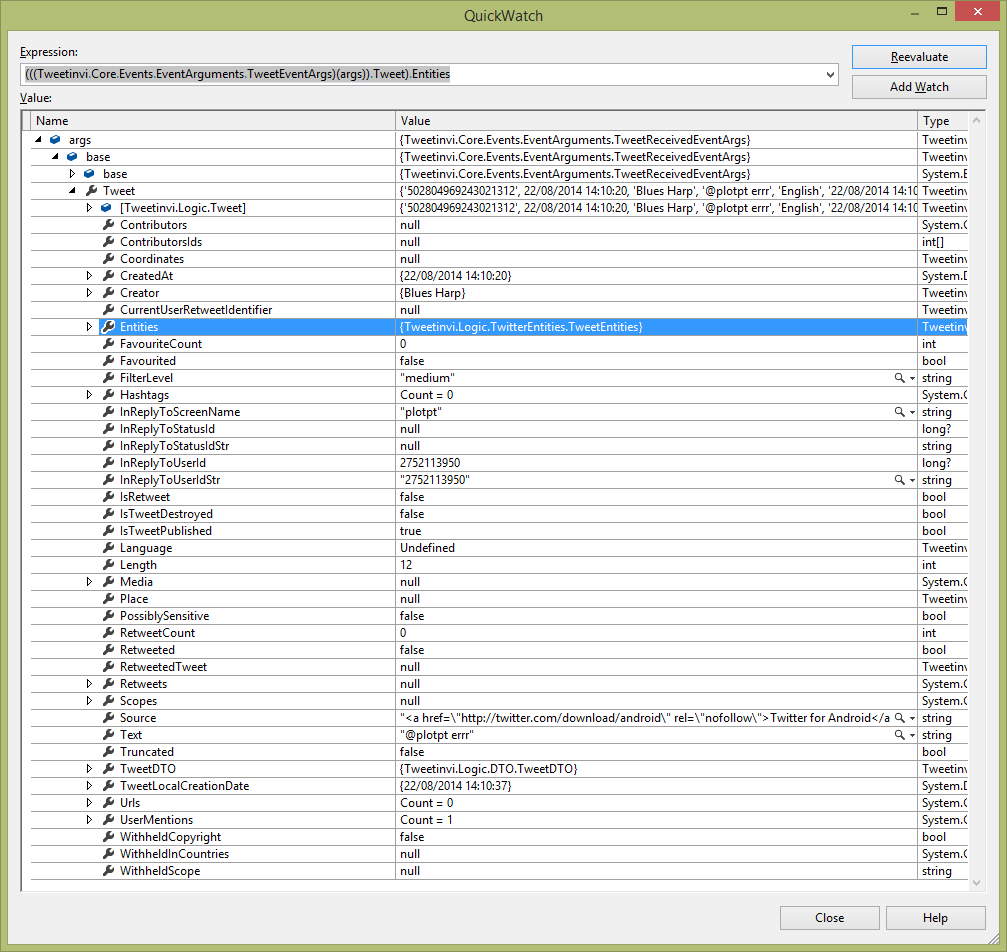 QuickWatch
Expression:
(((Tweetinvi.Core.Events.EventArguments.TweetEventArgs)(args)).Tweet).Entities
Reevaluate
Add Watch
Value:
Name Value Type
args {Tweetinvi.Core.Events.EventArguments.TweetReceivedEventArgs} Tweetinv
base {Tweetinvi.Core.Events.EventArguments.TweetReceivedEventArgs} Tweetinv
base {Tweetinvi.Core.Events.EventArguments.TweetReceivedEventArgs} System.E
Tweet {'502804969243021312', 22/08/2014 14:10:20, 'Blues Harp', '@plotpt errr', 'English', '22/08/2014 14:10 Tweetinv
[Tweetinvi.Logic.Tweet] {'502804969243021312', 22/08/2014 14:10:20, 'Blues Harp', '@plotpt errr', 'English', '22/08/2014 14:10 Tweetinv
Contributors null System.C
ContributorsIds null int[]
Coordinates null Tweetinv
CreatedAt {22/08/2014 14:10:20} System.D
Creator {Blues Harp} Tweetinv
CurrentUserRetweetIdentifier null Tweetinv
Entities {Tweetinvi.Logic.TwitterEntities.TweetEntities} Tweetinv
FavouriteCount 0 int
Favourited false bool
FilterLevel "medium" string
Hashtags Count = 0 System.C
InReplyToScreenName "plotpt" string
InReplyToStatusId null long?
InReplyToStatusIdStr null string
InReplyToUserId 2752113950 long?
InReplyToUserIdStr "2752113950" string
IsRetweet false bool
IsTweetDestroyed false bool
IsTweetPublished true bool
Language Undefined Tweetinv
Length 12 int
Media null System.C
Place null Tweetinv
PossiblySensitive false bool
RetweetCount 0 int
Retweeted false bool
RetweetedTweet null Tweetinv
Retweets null System.C
Scopes null System.C
Source "<a href=\"http://twitter.com/download/android\" rel=\"nofollow\">Twitter for Android</a string
Text "@plotpt errr" string
Truncated false bool
TweetDTO {Tweetinvi.Logic.DTO.TweetDTO} Tweetinv
TweetLocalCreationDate {22/08/2014 14:10:37} System.D
Urls Count = 0 System.C
UserMentions Count = 1 System.C
WithheldCopyright false bool
WithheldInCountries null System.C
WithheldScope null string
Close
Help